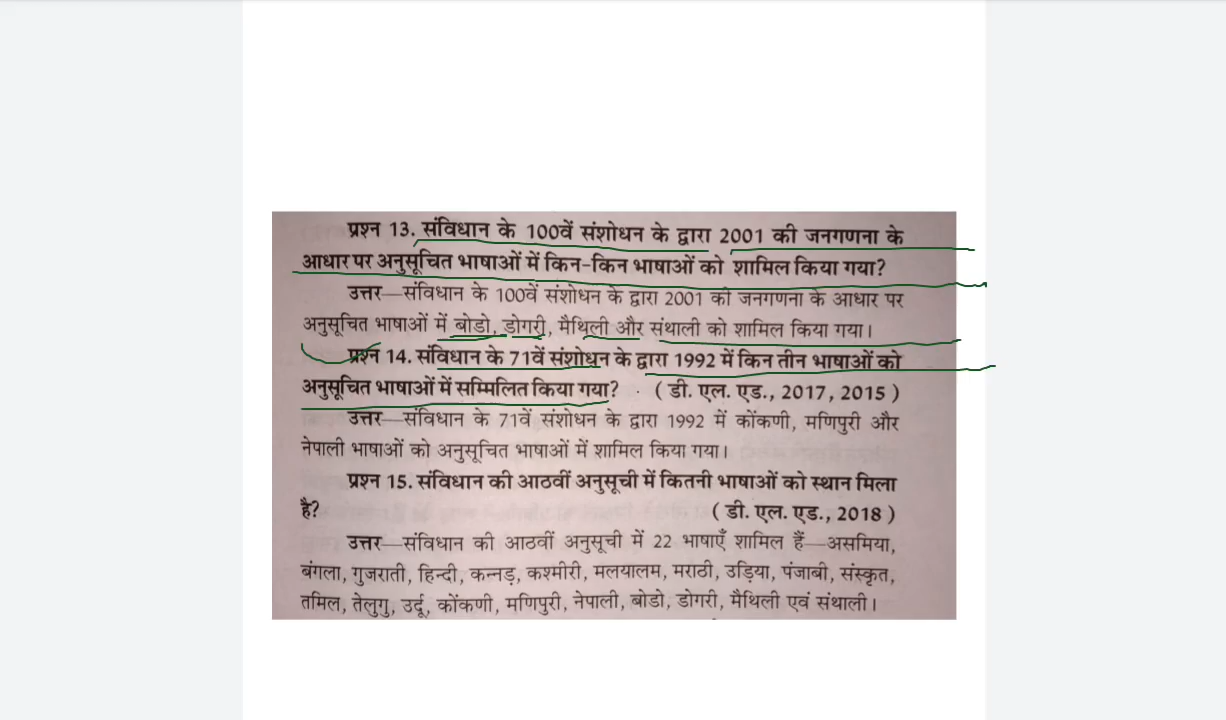 प्रश्न 13. संविधान के 100वें संशोधन के द्वारा 2001 की जनगणना के
आधार पर अनुसूचित भाषाओं में किन-किन भाषाओं को शामिल किया गया?
उत्तर—संविधान के 100वें संशोधन के द्वारा 2001 की जनगणना के आधार पर
अनुसूचित भाषाओं में बोडो, डोगरी, मैथिली और संथाली को शामिल किया गया।
प्रश्न 14. संविधान के 71वें संशोधन के द्वारा 1992 में किन तीन भाषाओं को
अनुसूचित भाषाओं में सम्मिलित किया गया? ( डी. एल. एड., 2017, 2015 )
उत्तर—संविधान के 71वें संशोधन के द्वारा 1992 में कोंकणी, मणिपुरी और
नेपाली भाषाओं को अनुसूचित भाषाओं में शामिल किया गया।
प्रश्न 15. संविधान की आठवीं अनुसूची में कितनी भाषाओं को स्थान मिला
है? ( डी. एल. एड., 2018 )
उत्तर—संविधान की आठवीं अनुसूची में 22 भाषाएँ शामिल हैं—असमिया,
बंगला, गुजराती, हिन्दी, कन्नड़, कश्मीरी, मलयालम, मराठी, उड़िया, पंजाबी, संस्कृत,
तमिल, तेलुगु, उर्दू, कोंकणी, मणिपुरी, नेपाली, बोडो, डोगरी, मैथिली एवं संथाली।